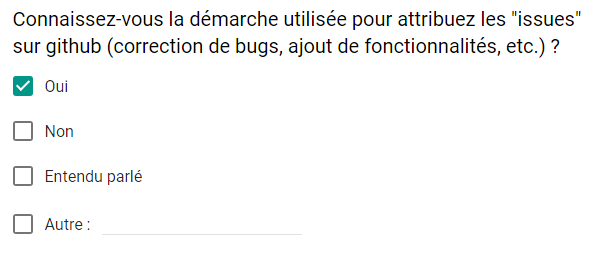 Connaissez-vous la démarche utilisée pour attribuez les "issues"
sur github (correction de bugs, ajout de fonctionnalités, etc.) ?
Oui
Non
Entendu parlé
Autre :